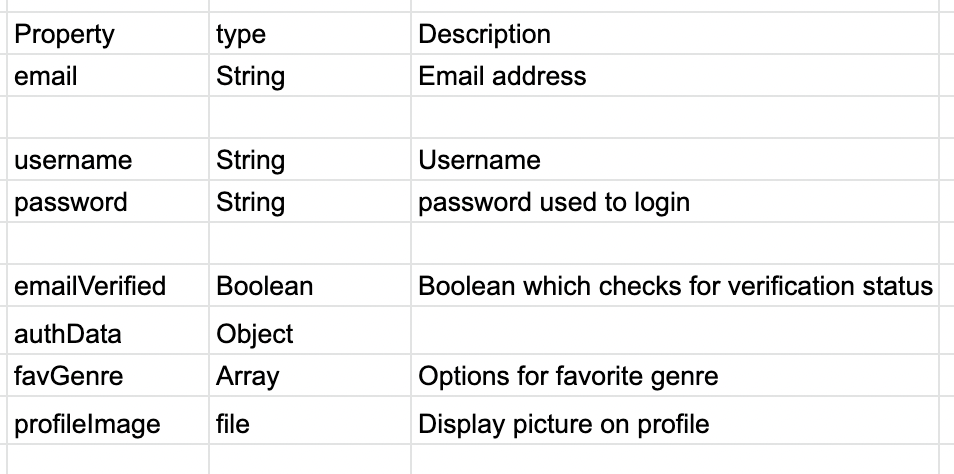 Property type Description
email String Email address
username String Username
password String password used to login
emailVerified Boolean Boolean which checks for verification status
authData Object
favGenre Array Options for favorite genre
profileImage file Display picture on profile